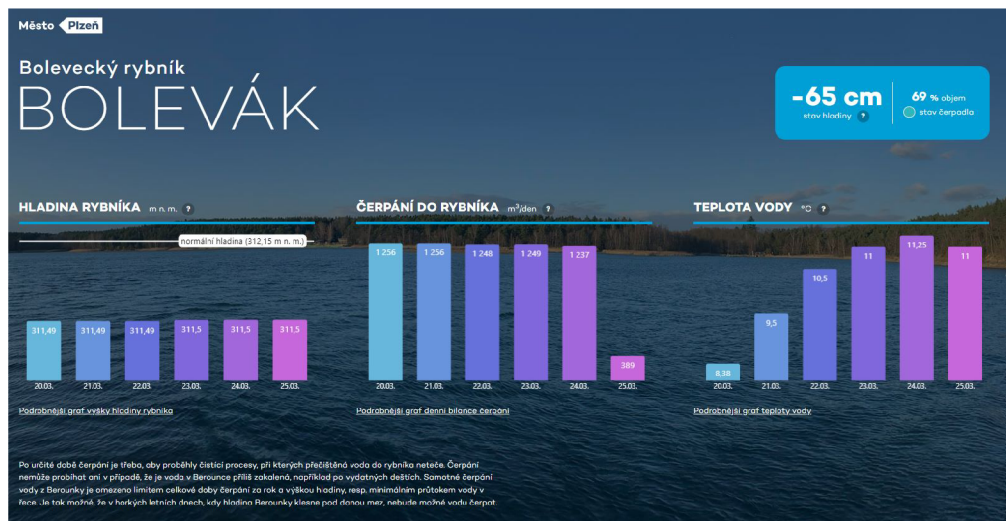 Město Plzeň
Bolevecký rybník
BOLEVÁK
-65 cm
stav hladiny ?
69 % objem
stav čerpadla
HLADINA RYBNÍKA m n. m. ?
normální hladina (312,15 m n. m.)
311,49 311,49 311,49 311,5 311,5 311,5
20.03. 21.03. 22.03 23.03. 24.03. 25.03.
Podrobnější graf výšky hladiny rybníka
ČERPÁNÍ DO RYBNÍKA m³/den ?
1 256 1 256 1 248 1 249 1 237 389
20.03. 21.03. 22.03. 23.03. 24.03. 25.03.
Podrobnější graf denní bilance čerpání
TEPLOTA VODY °C ?
8,38 9,5 10,5 11 11,25 11
20.03. 21.03. 22.03. 23.03. 24.03. 25.03.
Podrobnější graf teploty vody
Po určité době čerpání je třeba, aby proběhly čistící procesy, při kterých přečištěná voda do rybníka neteče. Čerpání
nemůže probíhat ani v případě, že je voda v Berounce příliš zakalená, například po vydatných deštích. Samotné čerpání
vody z Berounky je omezeno limitem celkové doby čerpání za rok a výškou hladiny, resp. minimálním průtokem vody v
řece. Je tak možné, že v horkých letních dnech, kdy hladina Berounky klesne pod danou mez, nebude možné vodu čerpat.